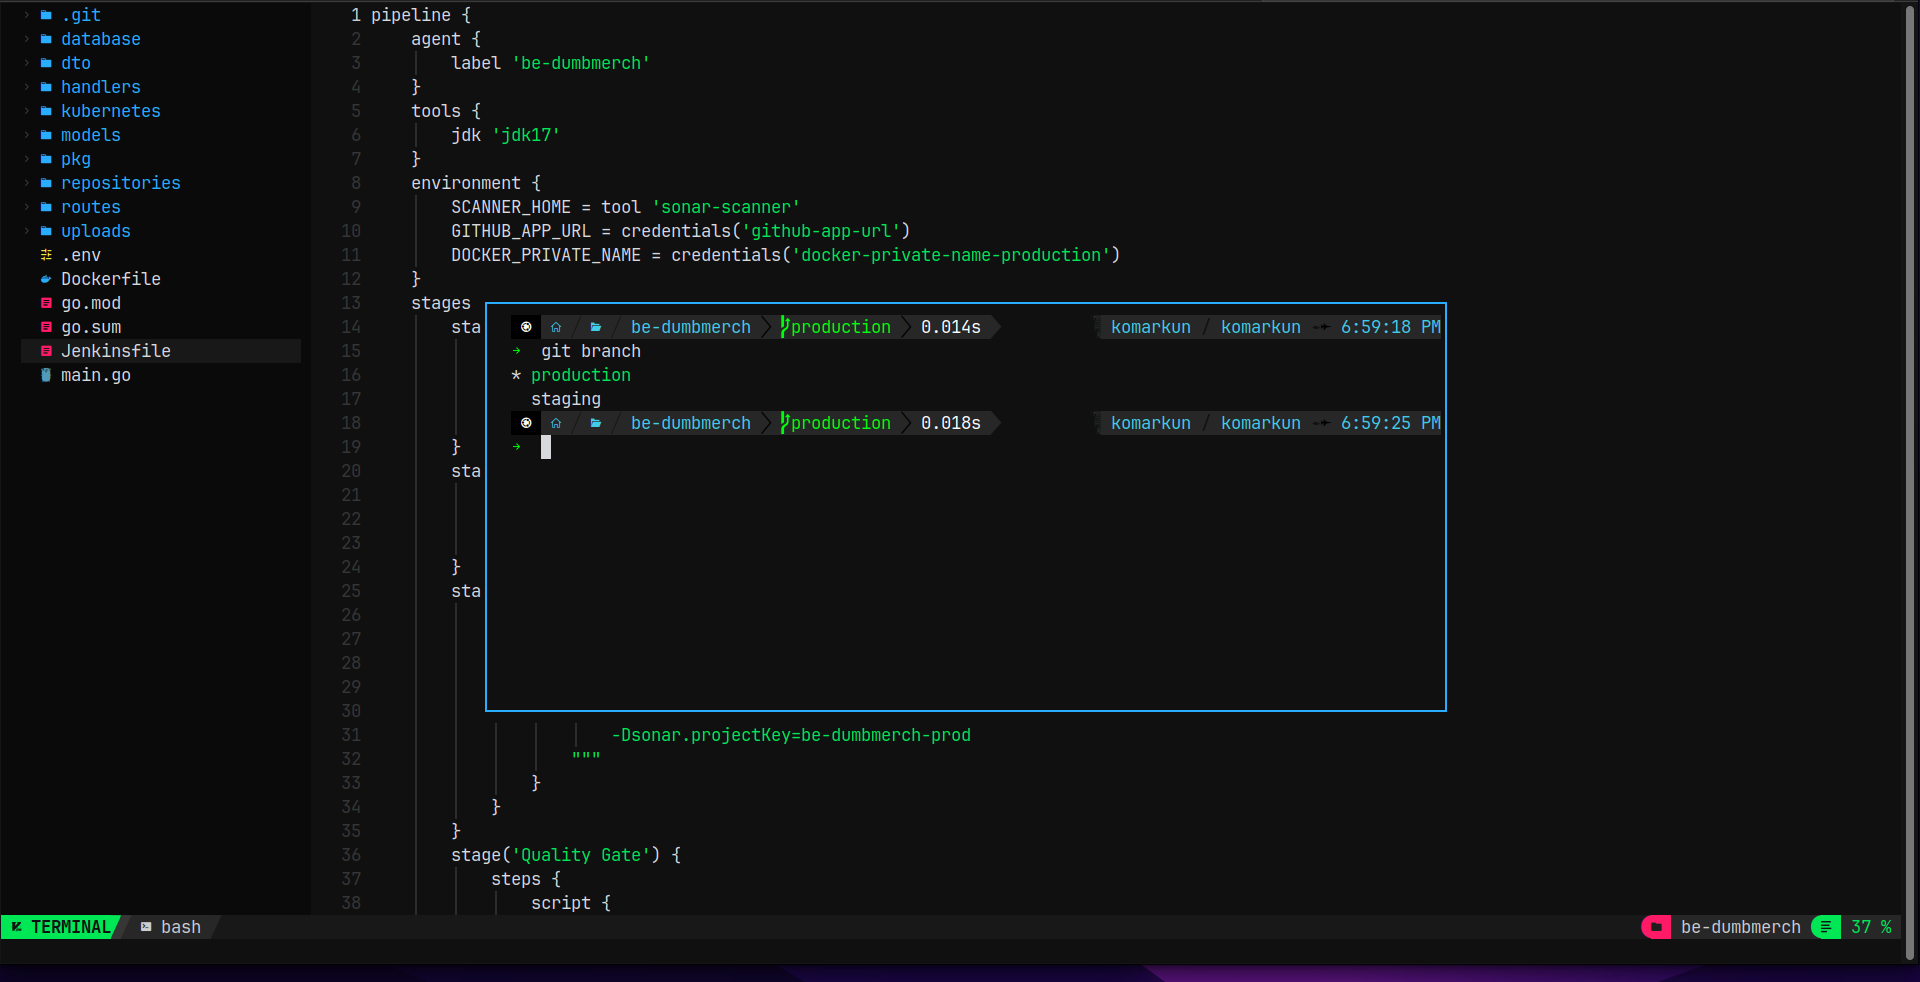 .git
database
dto
handlers
kubernetes
models
pkg
repositories
routes
uploads
.env
Dockerfile
go.mod
go.sum
Jenkinsfile
main.go
1 pipeline {
2 agent {
3 label 'be-dumbmerch'
4 }
5 tools {
6 jdk 'jdk17'
7 }
8 environment {
9 SCANNER_HOME = tool 'sonar-scanner'
10 GITHUB_APP_URL = credentials('github-app-url')
11 DOCKER_PRIVATE_NAME = credentials('docker-private-name-production')
12 }
13 stages
14 sta
15
16
17
18
19 }
20 sta
21
22
23
24 }
25 sta
26
27
28
29
30
31 -Dsonar.projectKey=be-dumbmerch-prod
32 """
33 }
34 }
35 }
36 stage('Quality Gate') {
37 steps {
38 script {
be-dumbmerch production 0.014s komarkun / komarkun 6:59:18 PM
→ git branch
* production
staging
be-dumbmerch production 0.018s komarkun / komarkun 6:59:25 PM
→
TERMINAL bash be-dumbmerch 37 %